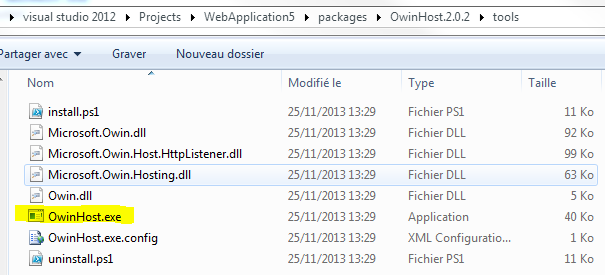 visual studio 2012 Projects WebApplication5 packages OwinHost.2.0.2 tools
Partager avec Graver Nouveau dossier
Nom Modifié le Type Taille
install.ps1 25/11/2013 13:29 Fichier PS1 11 Ko
Microsoft.Owin.dll 25/11/2013 13:29 Fichier DLL 92 Ko
Microsoft.Owin.Host.HttpListener.dll 25/11/2013 13:29 Fichier DLL 99 Ko
Microsoft.Owin.Hosting.dll 25/11/2013 13:29 Fichier DLL 63 Ko
Owin.dll 25/11/2013 13:29 Fichier DLL 5 Ko
OwinHost.exe 25/11/2013 13:29 Application 40 Ko
OwinHost.exe.config 25/11/2013 13:29 XML Configuratio... 1 Ko
uninstall.ps1 25/11/2013 13:29 Fichier PS1 11 Ko